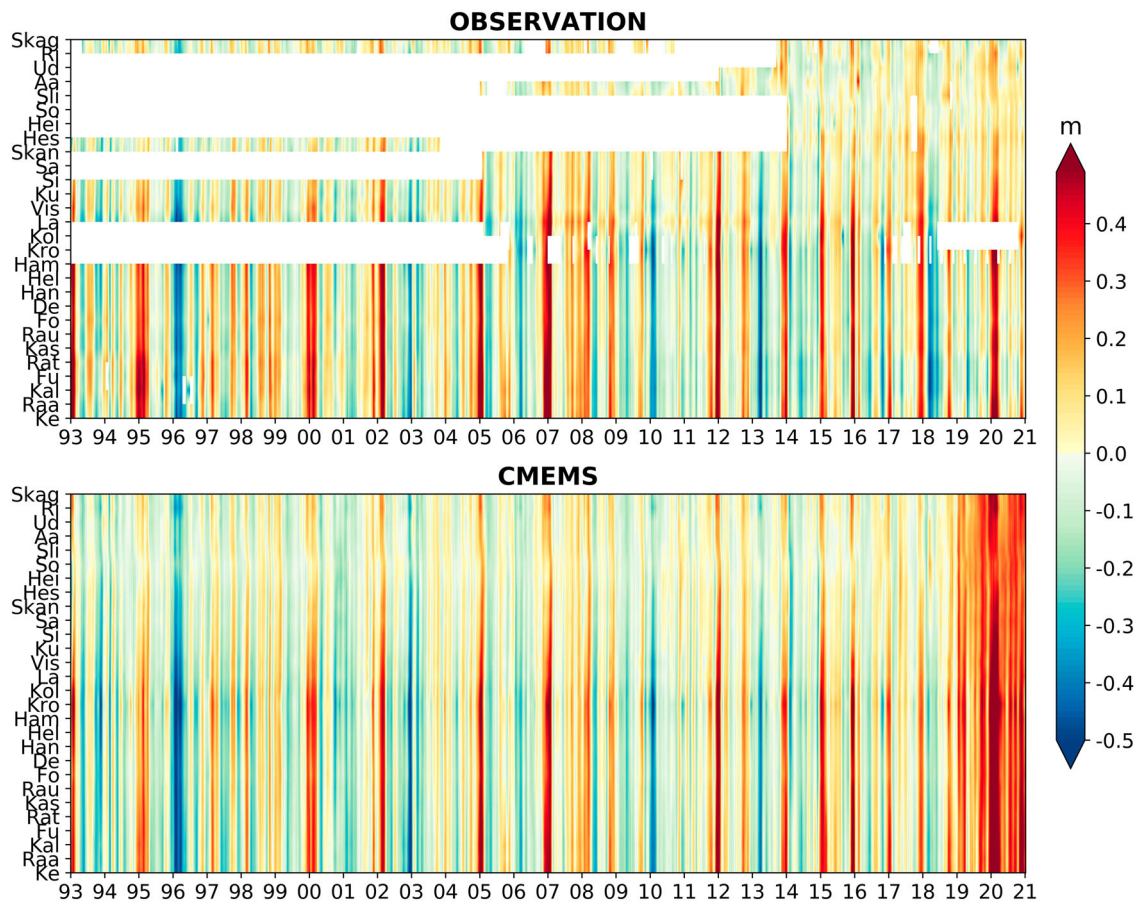 OBSERVATION
Skag
Ri
Ud
Aa
Sli
So
Hei
Hes
Skan
Sa
Si
Ku
Vis
La
Kol
Kro
Ham
Hel
Han
De
Fo
Rau
Kas
Rat
Fu
Kal
Raa
Ke
93 94 95 96 97 98 99 00 01 02 03 04 05 06 07 08 09 10 11 12 13 14 15 16 17 18 19 20 21
m
0.4
0.3
0.2
0.1
0.0
-0.1
-0.2
-0.3
-0.4
-0.5
CMEMS
Skag
Ri
Ud
Aa
Sli
So
Hei
Hes
Skan
Sa
Si
Ku
Vis
La
Kol
Kro
Ham
Hel
Han
De
Fo
Rau
Kas
Rat
Fu
Kal
Raa
Ke
93 94 95 96 97 98 99 00 01 02 03 04 05 06 07 08 09 10 11 12 13 14 15 16 17 18 19 20 21